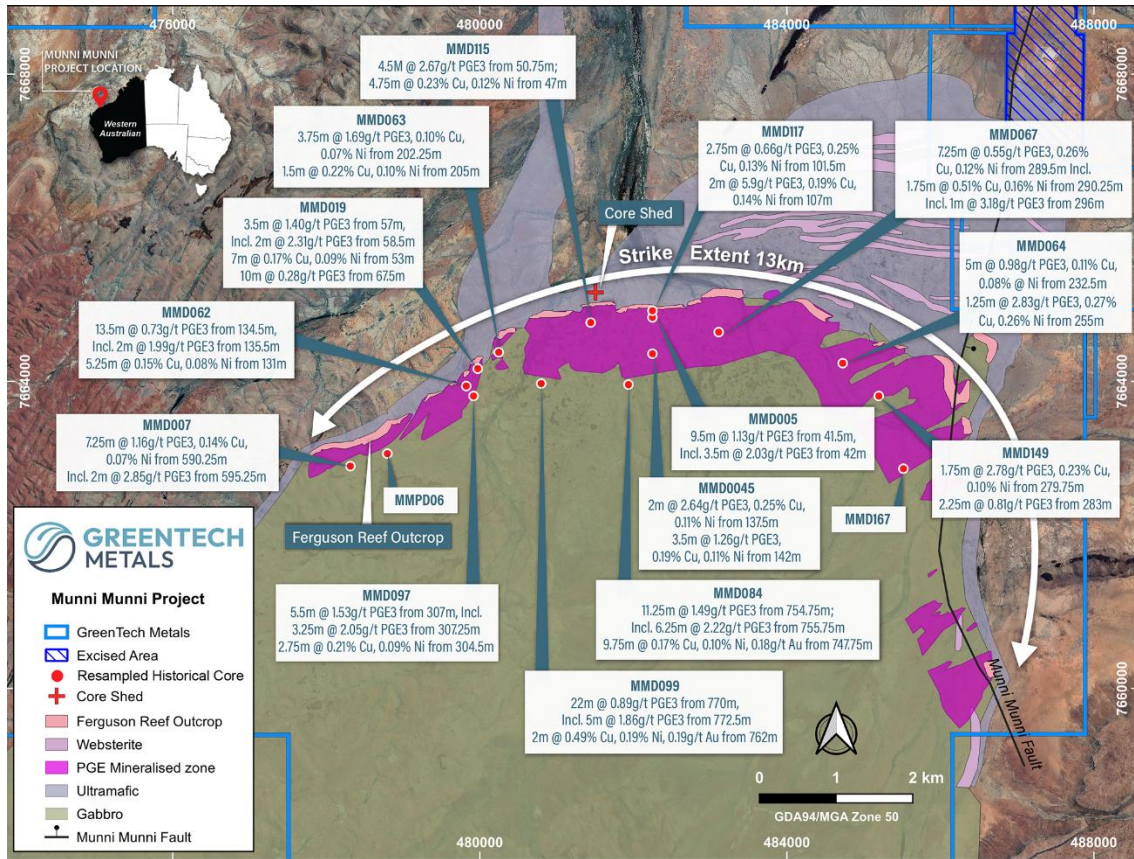 476000
480000
484000
488000
7668000
7668000
7664000
7664000
7660000
480000
484000
488000
MUNNI MUNNI
PROJECT LOCATION
Western
Australian
MMD115
4.5M @ 2.67g/t PGE3 from 50.75m;
4.75m @ 0.23% Cu, 0.12% Ni from 47m
MMD063
3.75m @ 1.69g/t PGE3, 0.10% Cu,
0.07% Ni from 202.25m
1.5m @ 0.22% Cu, 0.10% Ni from 205m
MMD117
2.75m @ 0.66g/t PGE3, 0.25%
Cu, 0.13% Ni from 101.5m
2m @ 5.9g/t PGE3, 0.19% Cu,
0.14% Ni from 107m
MMD067
7.25m @ 0.55g/t PGE3, 0.26%
Cu, 0.12% Ni from 289.5m Incl.
1.75m @ 0.51% Cu, 0.16% Ni from 290.25m
Incl. 1m @ 3.18g/t PGE3 from 296m
MMD019
3.5m @ 1.40g/t PGE3 from 57m,
Incl. 2m @ 2.31g/t PGE3 from 58.5m
7m @ 0.17% Cu, 0.09% Ni from 53m
10m @ 0.28g/t PGE3 from 67.5m
Core Shed
Strike Extent 13km
MMD064
5m @ 0.98g/t PGE3, 0.11% Cu,
0.08% @ Ni from 232.5m
1.25m @ 2.83g/t PGE3, 0.27%
Cu, 0.26% Ni from 255m
MMD062
13.5m @ 0.73g/t PGE3 from 134.5m,
Incl. 2m @ 1.99g/t PGE3 from 135.5m
5.25m @ 0.15% Cu, 0.08% Ni from 131m
MMD007
7.25m @ 1.16g/t PGE3, 0.14% Cu,
0.07% Ni from 590.25m
Incl. 2m @ 2.85g/t PGE3 from 595.25m
MMPD06
Ferguson Reef Outcrop
MMD005
9.5m @ 1.13g/t PGE3 from 41.5m,
Incl. 3.5m @ 2.03g/t PGE3 from 42m
MMD0045
2m @ 2.64g/t PGE3, 0.25% Cu,
0.11% Ni from 137.5m
3.5m @ 1.26g/t PGE3,
0.19% Cu, 0.11% Ni from 142m
MMD167
MMD149
1.75m @ 2.78g/t PGE3, 0.23% Cu,
0.10% Ni from 279.75m
2.25m @ 0.81g/t PGE3 from 283m
MMD097
5.5m @ 1.53g/t PGE3 from 307m, Incl.
3.25m @ 2.05g/t PGE3 from 307.25m
2.75m @ 0.21% Cu, 0.09% Ni from 304.5m
MMD084
11.25m @ 1.49g/t PGE3 from 754.75m;
Incl. 6.25m @ 2.22g/t PGE3 from 755.75m
9.75m @ 0.17% Cu, 0.10% Ni, 0.18g/t Au from 747.75m
MMD099
22m @ 0.89g/t PGE3 from 770m,
Incl. 5m @ 1.86g/t PGE3 from 772.5m
2m @ 0.49% Cu, 0.19% Ni, 0.19g/t Au from 762m
Munni Munni Fault
GREENTECH
METALS
Munni Munni Project
GreenTech Metals
Excised Area
Resampled Historical Core
Core Shed
Ferguson Reef Outcrop
Websterite
PGE Mineralised zone
Ultramafic
Gabbro
Munni Munni Fault
0 1 2 km
GDA94/MGA Zone 50